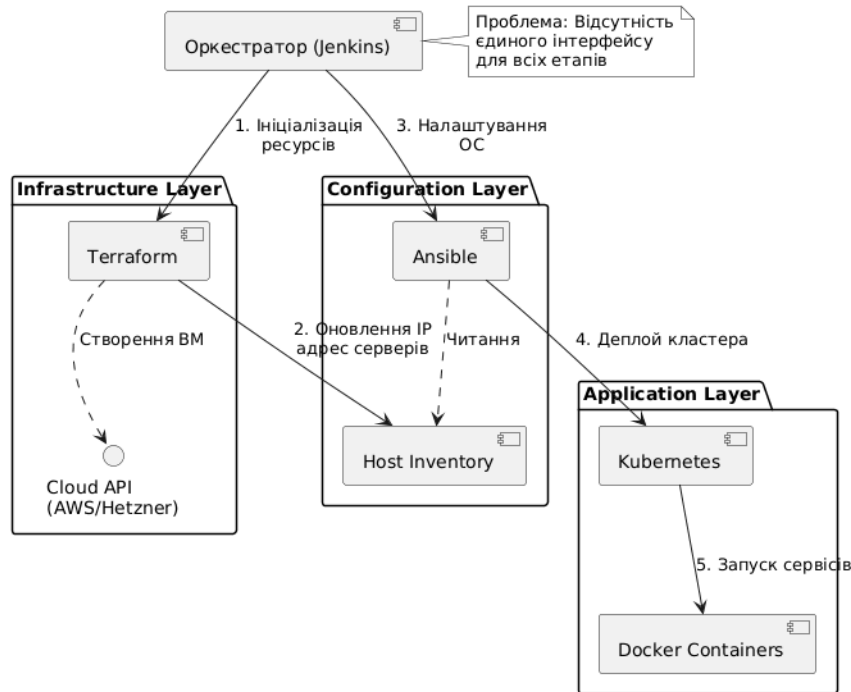 Оркестратор (Jenkins)
Проблема: Відсутність
єдиного інтерфейсу
для всіх етапів
1. Ініціалізація
ресурсів
3. Налаштування
ОС
Infrastructure Layer
Configuration Layer
Terraform
Ansible
Створення ВМ
2. Оновлення IP
адрес серверів
Читання
4. Деплой кластера
Application Layer
Host Inventory
Kubernetes
Cloud API
(AWS/Hetzner)
5. Запуск сервісів
Docker Containers